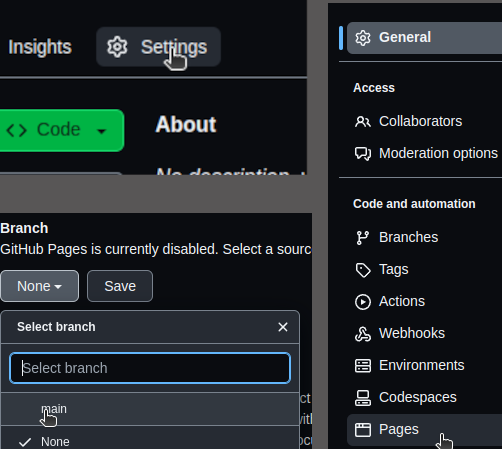 Insights
Settings
Code
About
No description,
Branch
GitHub Pages is currently disabled. Select a sourc
None
Save
Select branch
Select branch
main
None
General
Access
Collaborators
Moderation options
Code and automation
Branches
Tags
Actions
Webhooks
Environments
Codespaces
Pages